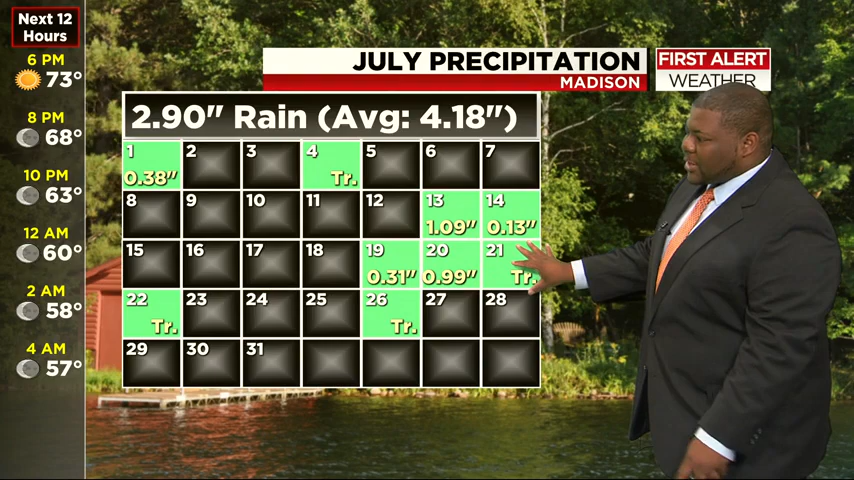 Next 12
Hours
6 PM
73°
8 PM
68°
10 PM
63°
12 AM
60°
2 AM
58°
4 AM
57°
JULY PRECIPITATION
MADISON
FIRST ALERT
WEATHER
2.90" Rain (Avg: 4.18")
1 2 3 4 5 6 7
0.38" Tr.
8 9 10 11 12 13 14
1.09" 0.13"
15 16 17 18 19 20 21
0.31" 0.99" Tr.
22 23 24 25 26 27 28
Tr. Tr.
29 30 31